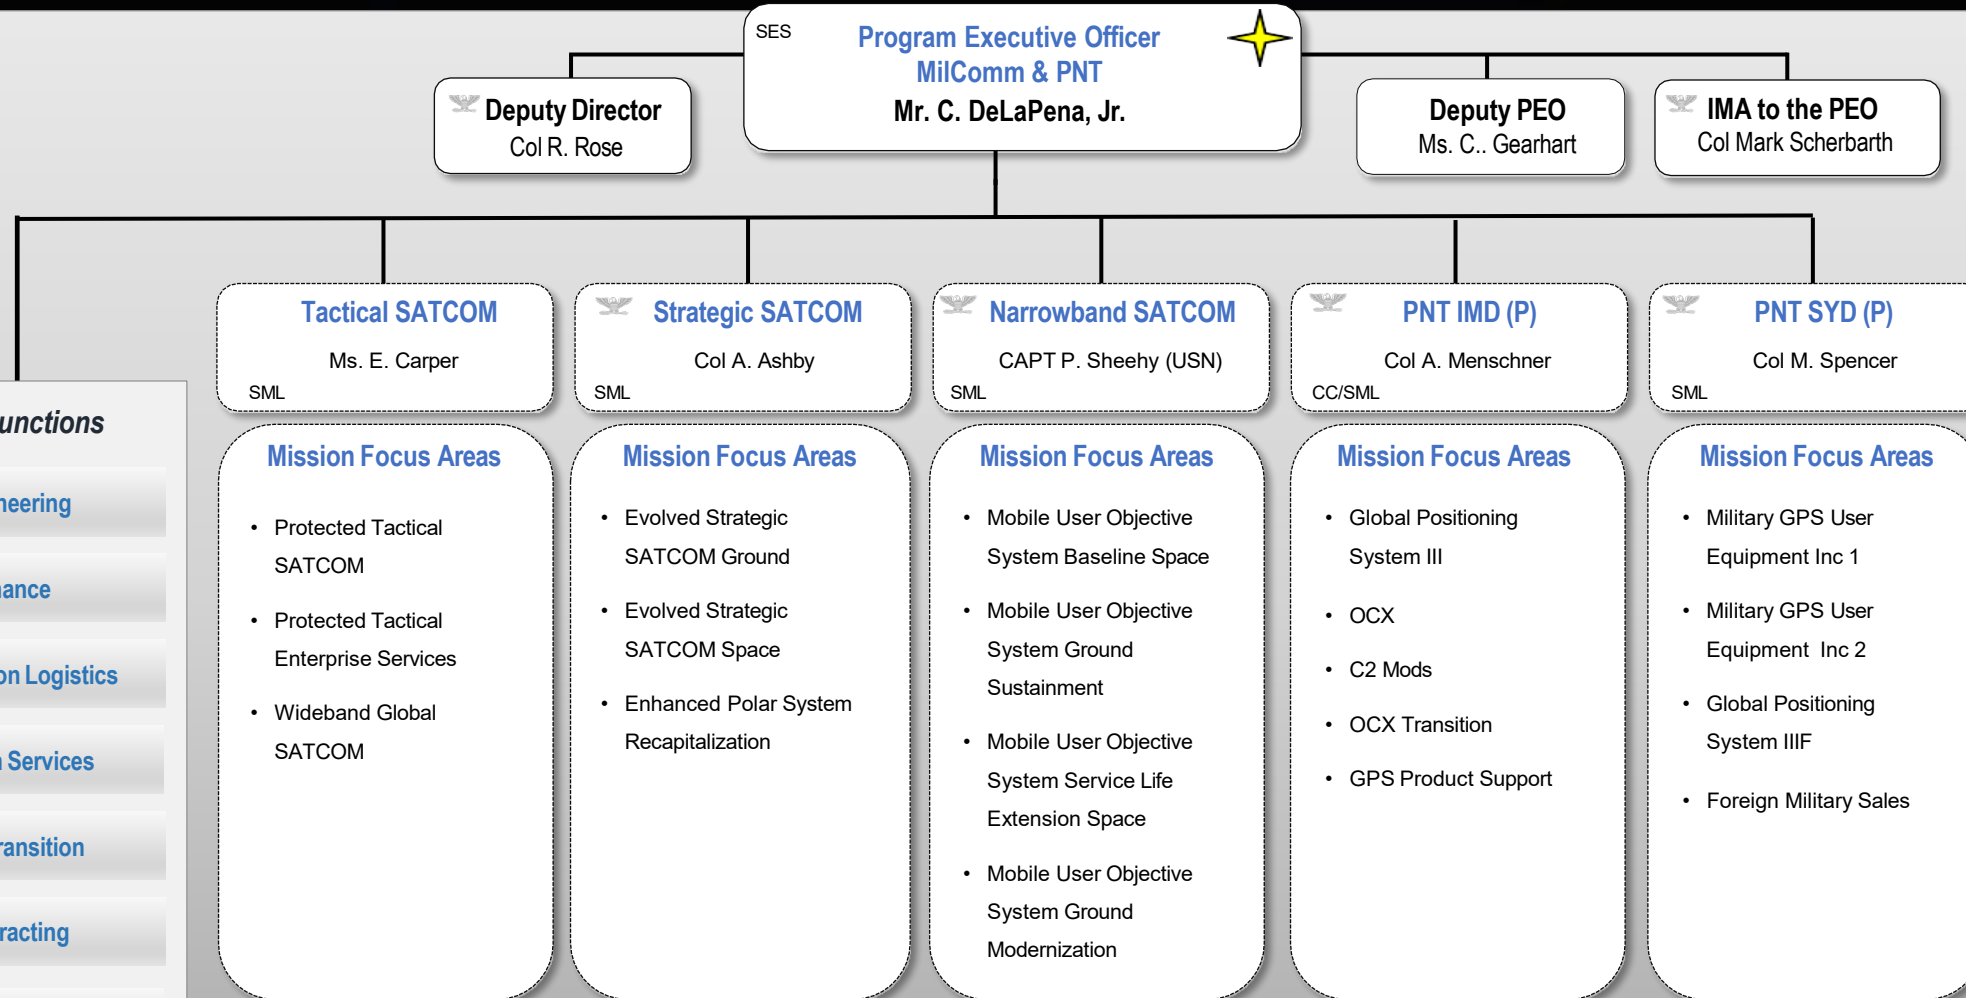 SES
Program Executive Officer
MilComm & PNT
Mr. C. DeLaPena, Jr.
Deputy Director
Col R. Rose
Deputy PEO
Ms. C.. Gearhart
IMA to the PEO
Col Mark Scherbarth
Tactical SATCOM
Ms. E. Carper
SML
Strategic SATCOM
Col A. Ashby
SML
Narrowband SATCOM
CAPT P. Sheehy (USN)
SML
PNT IMD (P)
Col A. Menschner
CC/SML
PNT SYD (P)
Col M. Spencer
SML
Logistics
Services
Mission Focus Areas
• Protected Tactical
SATCOM
• Protected Tactical
Enterprise Services
• Wideband Global
SATCOM
Mission Focus Areas
• Evolved Strategic
SATCOM Ground
• Evolved Strategic
SATCOM Space
• Enhanced Polar System
Recapitalization
Mission Focus Areas
• Mobile User Objective
System Baseline Space
• Mobile User Objective
System Ground
Sustainment
• Mobile User Objective
System Service Life
Extension Space
• Mobile User Objective
System Ground
Modernization
Mission Focus Areas
• Global Positioning
System III
• OCX
• C2 Mods
• OCX Transition
• GPS Product Support
Mission Focus Areas
• Military GPS User
Equipment Inc 1
• Military GPS User
Equipment Inc 2
• Global Positioning
System IIIF
• Foreign Military Sales